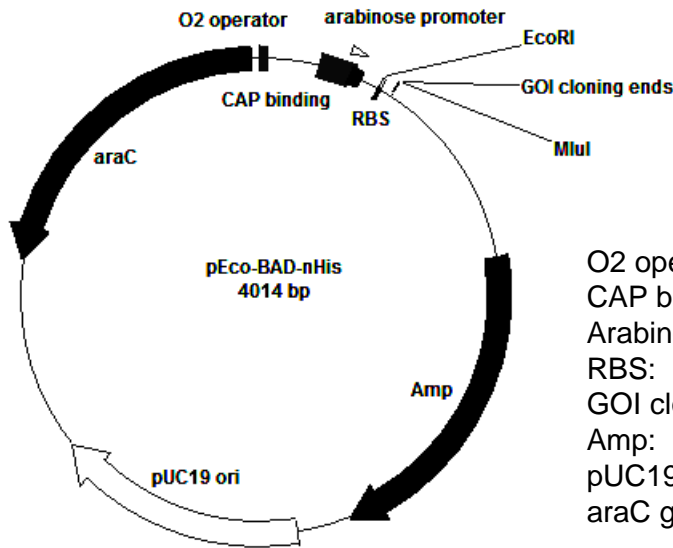 O2 operator
arabinose promoter
EcoRI
GOI cloning ends
CAP binding
RBS
MluI
araC
pEco-BAD-nHis
4014 bp
Amp
pUC19 ori
O2 ope
CAP b
Arabin
RBS:
GOI clo
Amp:
pUC19
araC g